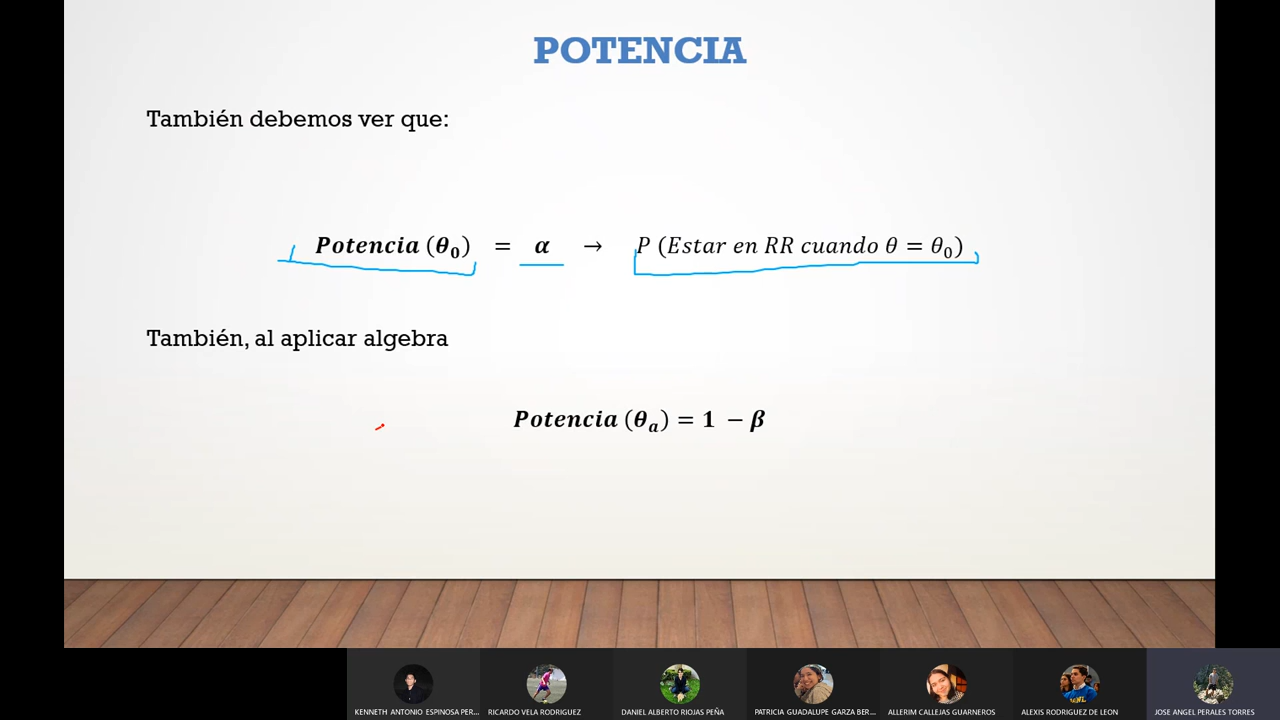 POTENCIA
También debemos ver que:
Potencia (θ₀) = α → P (Estar en RR cuando θ = θ₀)
También, al aplicar algebra
Potencia (θₐ) = 1 − β
KENNETH ANTONIO ESPINOSA PER...
RICARDO VELA RODRIGUEZ
DANIEL ALBERTO RIOJAS PEÑA
PATRICIA GUADALUPE GARZA BER...
ALLERIM CALLEJAS GUARNEROS
ALEXIS RODRIGUEZ DE LEON
JOSE ANGEL PERALES TORRES